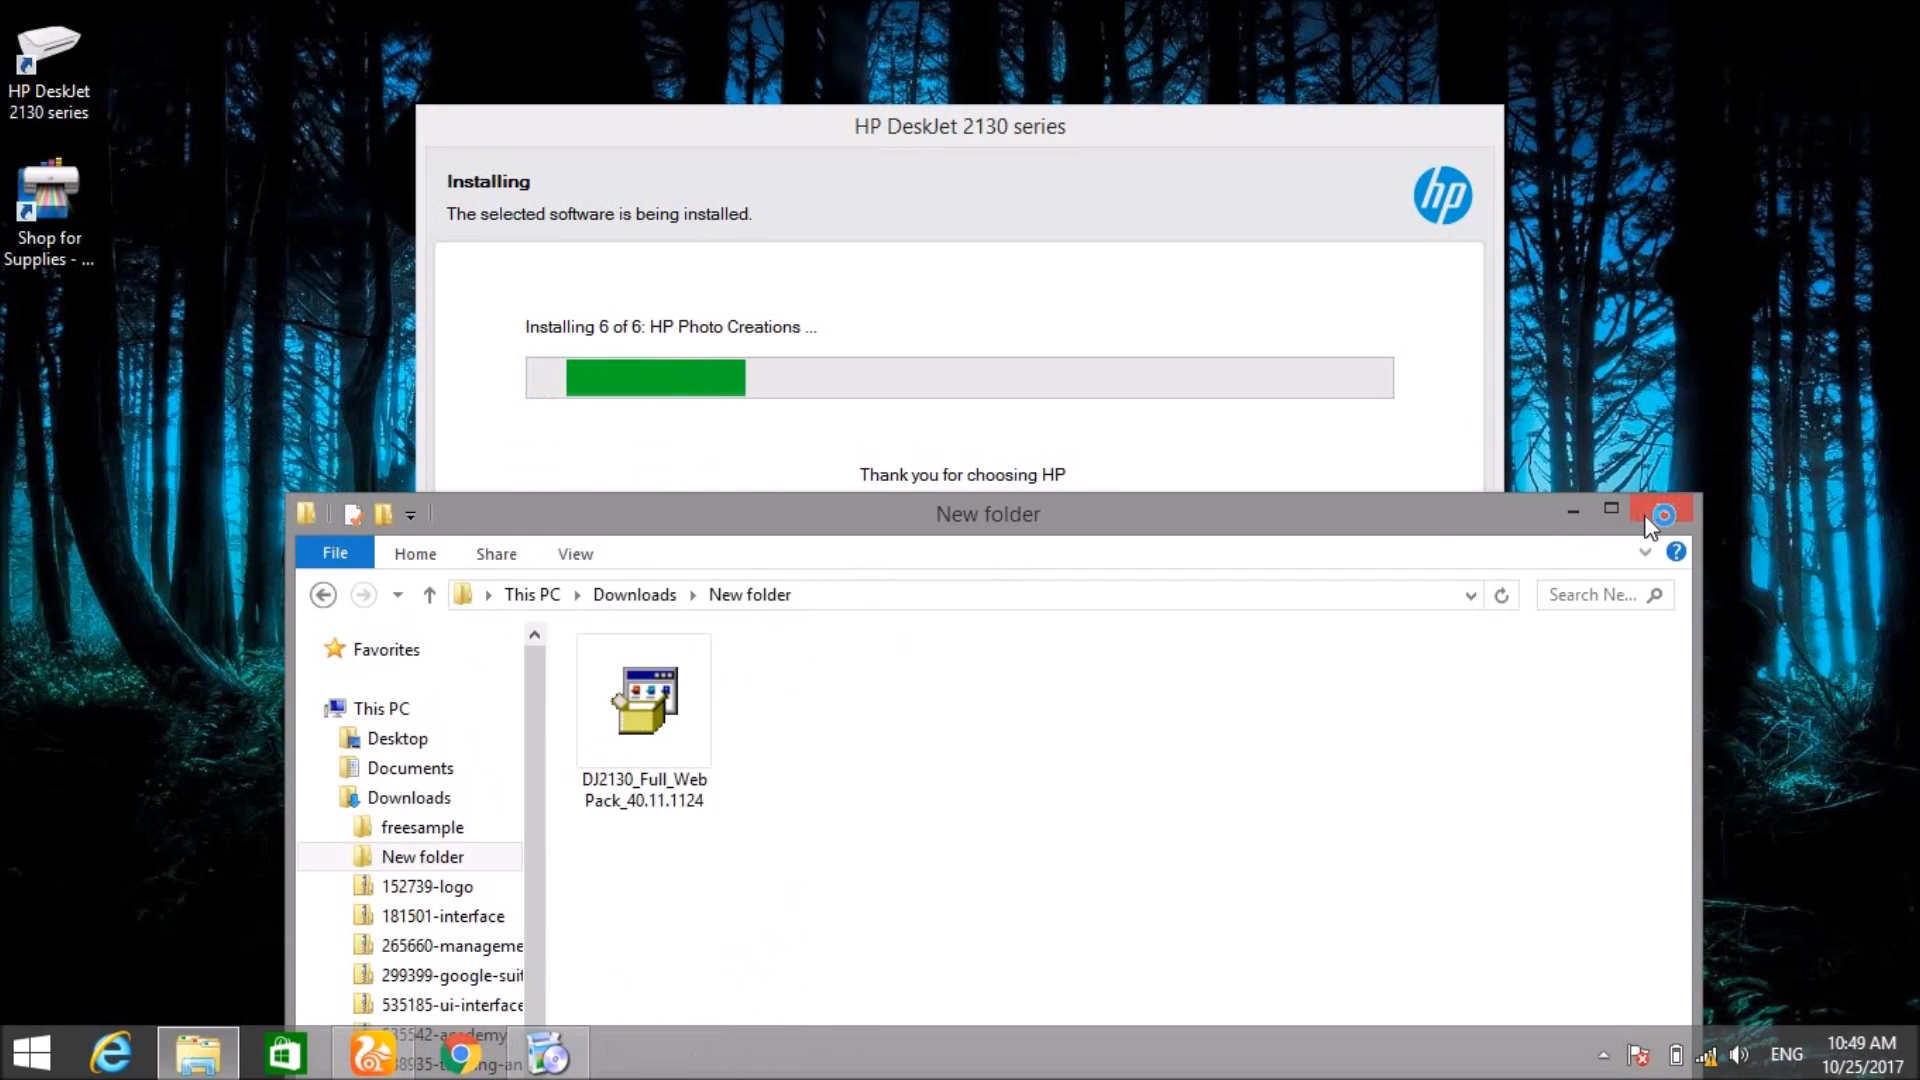 HP DeskJet
2130 series
Shop for
Supplies - ...
HP DeskJet 2130 series
Installing
The selected software is being installed.
hp
Installing 6 of 6: HP Photo Creations ...
Thank you for choosing HP
New folder
File Home Share View
This PC Downloads New folder
Search Ne...
Favorites
This PC
Desktop
Documents
Downloads
freesample
New folder
152739-logo
181501-interface
265660-manageme
299399-google-suit
535185-ui-interface
DJ2130_Full_Web
Pack_40.11.1124
ENG
10:49 AM
10/25/2017